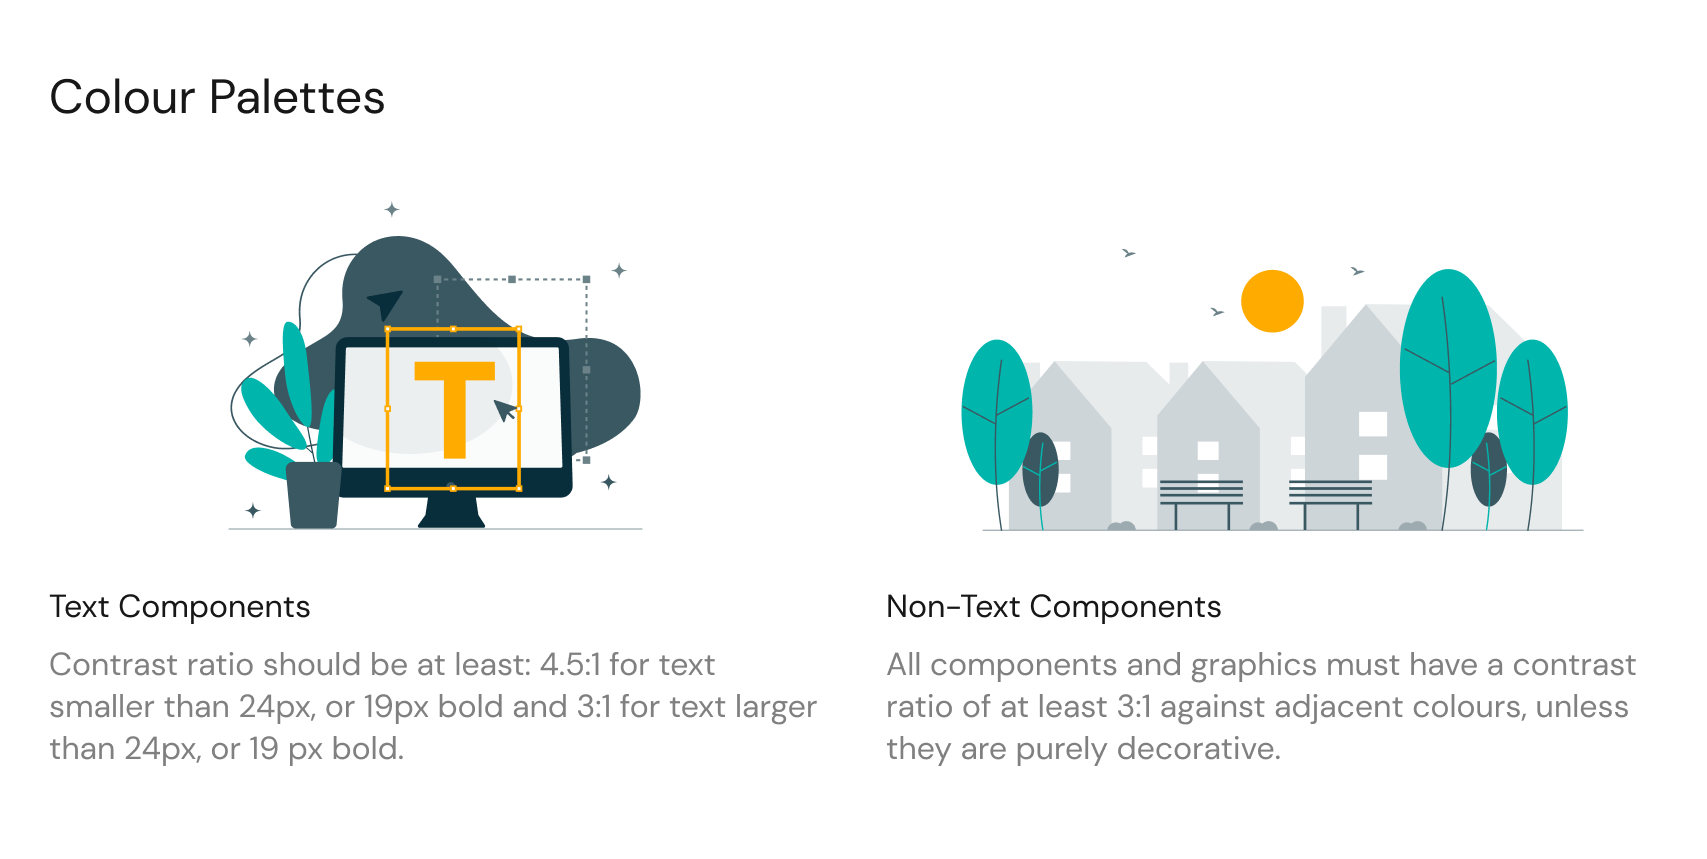 Colour Palettes
T
Text Components
Contrast ratio should be at least: 4.5:1 for text
smaller than 24px, or 19px bold and 3:1 for text larger
than 24px, or 19 px bold.
Non-Text Components
All components and graphics must have a contrast
ratio of at least 3:1 against adjacent colours, unless
they are purely decorative.